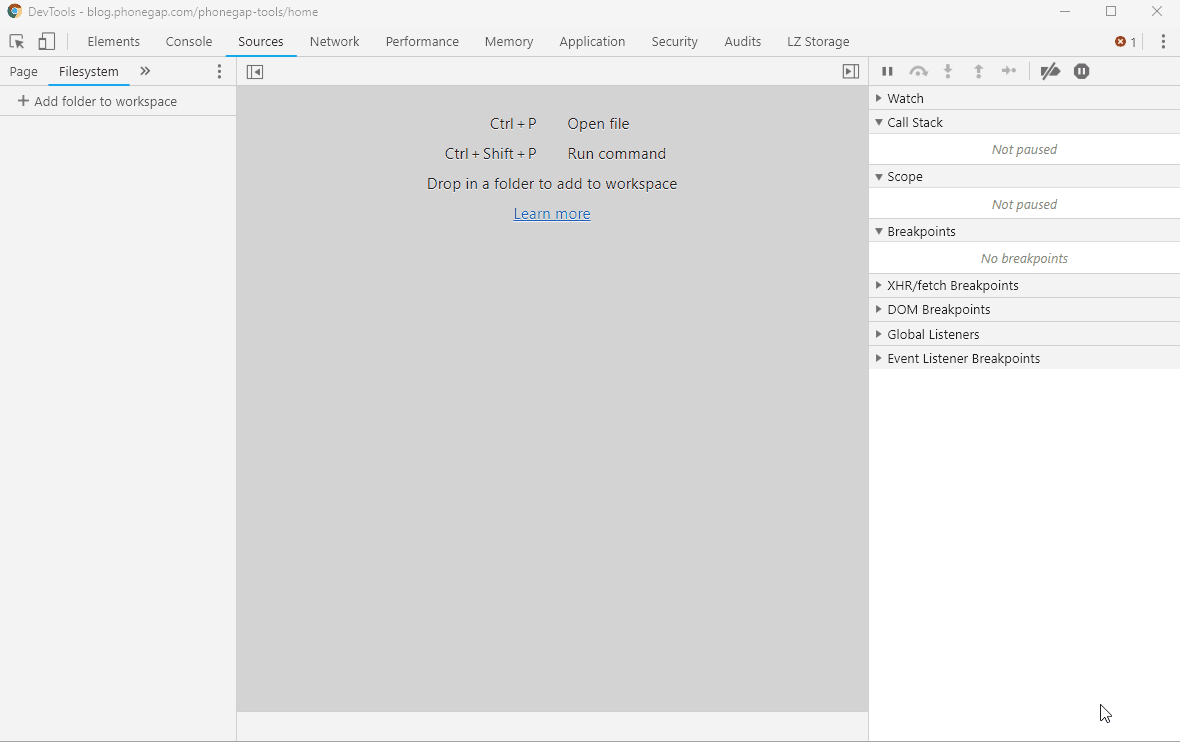 DevTools - blog.phonegap.com/phonegap-tools/home
Elements Console Sources Network Performance Memory Application Security Audits LZ Storage 1
Page Filesystem
Add folder to workspace
Ctrl + P Open file
Ctrl + Shift + P Run command
Drop in a folder to add to workspace
Learn more
Watch
Call Stack
Not paused
Scope
Not paused
Breakpoints
No breakpoints
XHR/fetch Breakpoints
DOM Breakpoints
Global Listeners
Event Listener Breakpoints